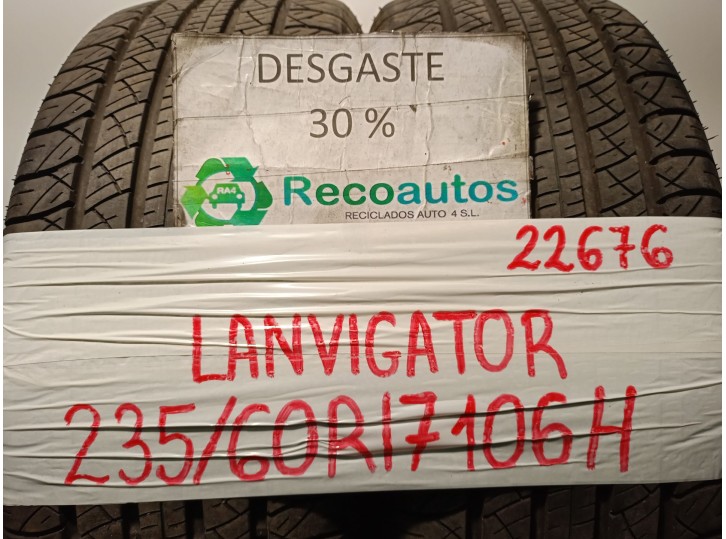 DESGASTE
30 %
RA4
Recoautos
RECICLADOS AUTO 4 S.L.
22676
LANVIGATOR
235/60R17 106H